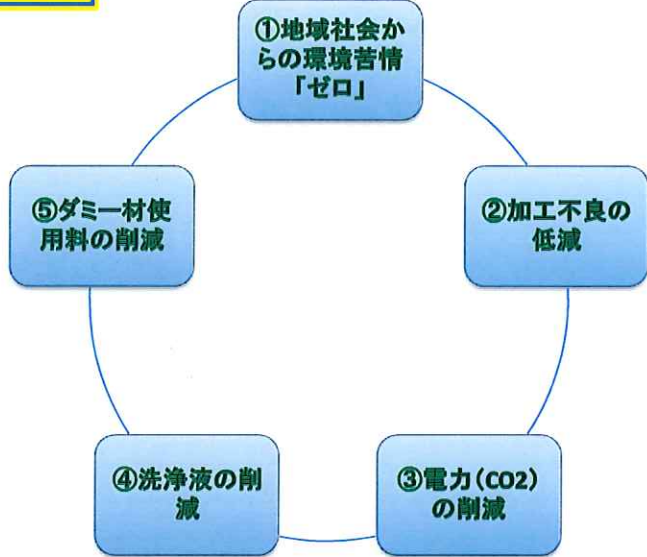 ①地域社会か
らの環境苦情
「ゼロ」
②加工不良の
低減
③電力(CO2)
の削減
④洗浄液の削
減
⑤ダミー材使
用料の削減